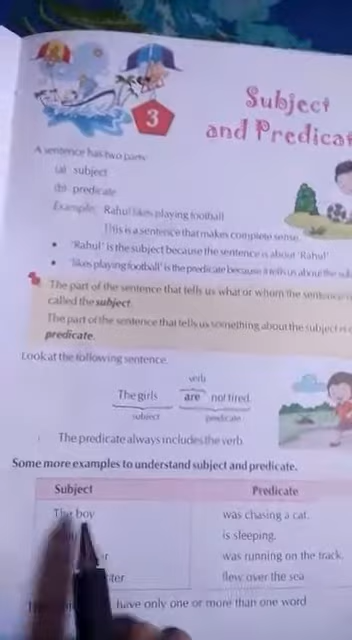 3
Subject
and Predicat
A sentence has two parts
(a) subject
(b) predicate
Example: Rahul likes playing football
This is a sentence that makes complete sense.
• 'Rahul' is the subject because the sentence is about 'Rahul'
• 'likes playing football' is the predicate because it tells us about the
The part of the sentence that tells us what or whom the sentence
called the subject.
The part of the sentence that tells us something about the subject is
predicate.
Look at the following sentence.
verb
The girls are not tired.
subject predicate
The predicate always includes the verb
Some more examples to understand subject and predicate.
Subject Predicate
The boy was chasing a cat.
is sleeping.
was running on the track.
flew over the sea
have only one or more than one word